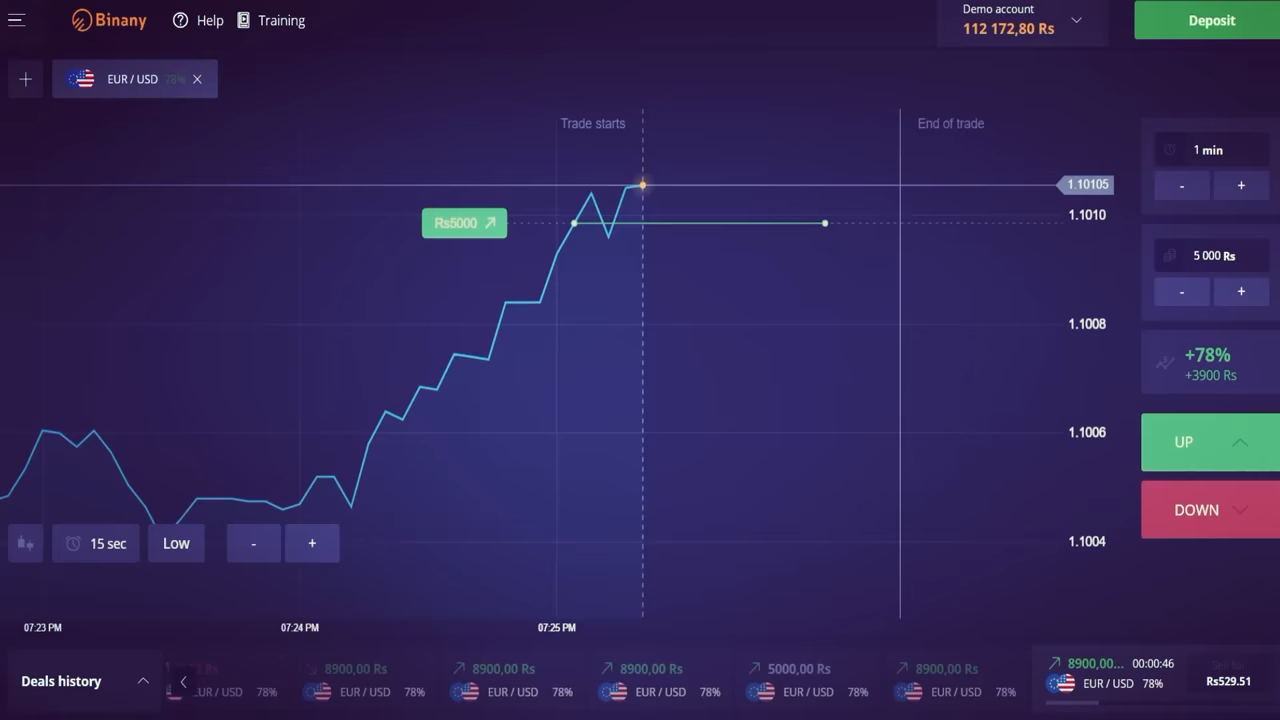 Binany
Help
Training
Demo account
112 172,80 Rs
Deposit
EUR / USD 78%
Trade starts
End of trade
1 min
- +
1.10105
1.1010
Rs5000
5 000 Rs
- +
1.1008
+78%
+3900 Rs
1.1006
UP
DOWN
1.1004
15 sec
Low
- +
07:23 PM
07:24 PM
07:25 PM
Deals history
EUR / USD 78%
8900,00 Rs
EUR / USD 78%
8900,00 Rs
EUR / USD 78%
8900,00 Rs
EUR / USD 78%
5000,00 Rs
EUR / USD 78%
8900,00 Rs
EUR / USD 78%
8900,00... 00:00:46
EUR / USD 78%
Rs529.51